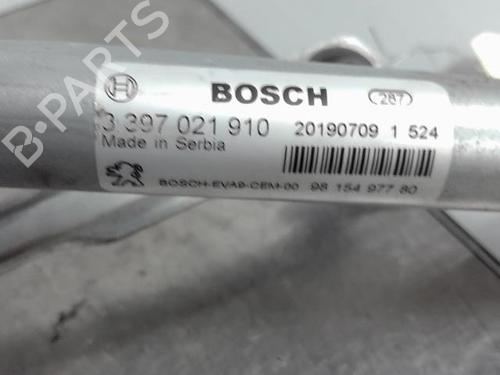 B-PARTS
BOSCH 287
3 397 021 910 20190709 1 524
Made in Serbia
BOSCH-EVA9-CEM-00 98 154 977 80